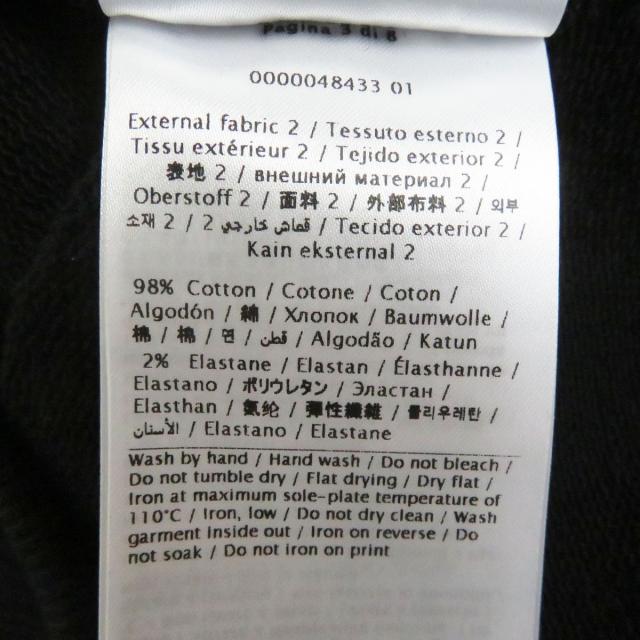 pagina 3 di 8
0000048433 01
External fabric 2 / Tessuto esterno 2 /
Tissu extérieur 2 / Tejido exterior 2 /
表地 2 / внешний материал 2 /
Oberstoff 2 / 面料 2 / 外部布料 2 / 외부
소재 2 / قماش خارجي 2 / Tecido exterior 2 /
Kain eksternal 2
98% Cotton / Cotone / Coton /
Algodón / 綿 / Хлопок / Baumwolle /
棉 / 棉 / 면 / قطن / Algodão / Katun
2% Elastane / Elastan / Élasthanne /
Elastano / ポリウレタン / Эластан /
Elasthan / 氨纶 / 彈性纖維 / 폴리우레탄 /
الأستان / Elastano / Elastane
Wash by hand / Hand wash / Do not bleach /
Do not tumble dry / Flat drying / Dry flat /
Iron at maximum sole-plate temperature of
110°C / Iron, low / Do not dry clean / Wash
garment inside out / Iron on reverse / Do
not soak / Do not iron on print